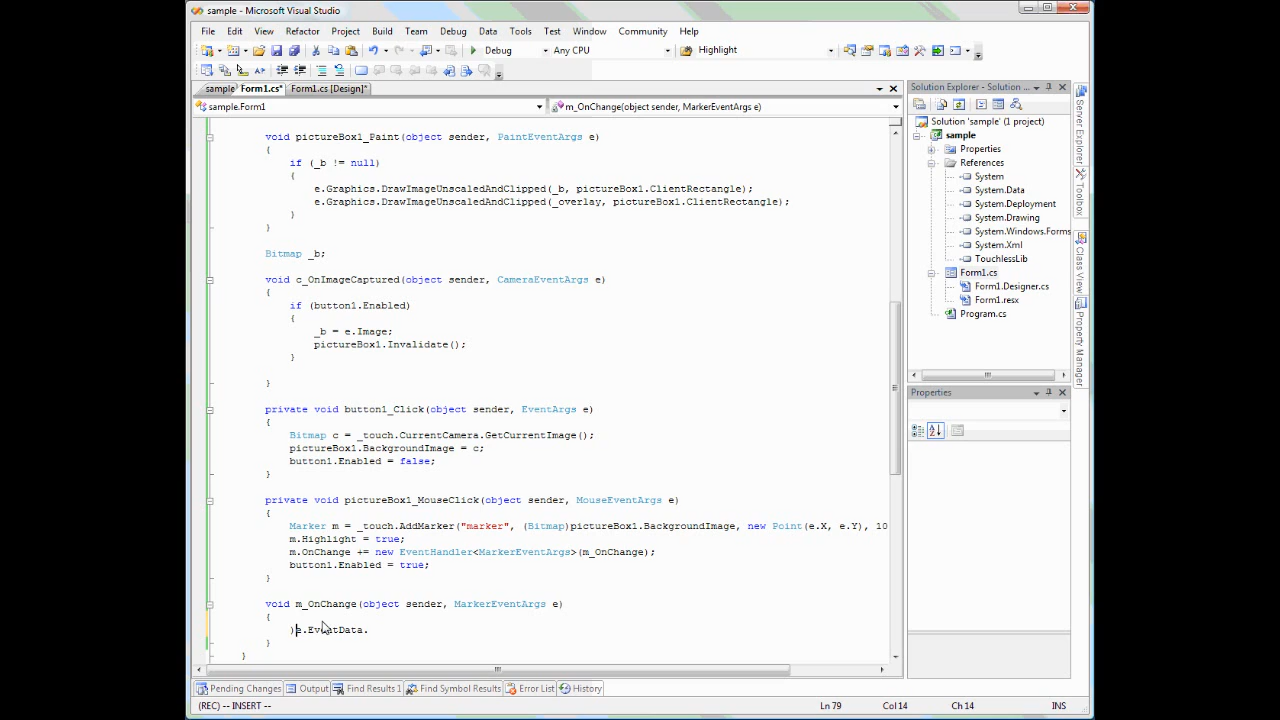 sample - Microsoft Visual Studio
File Edit View Refactor Project Build Team Debug Data Tools Test Window Community Help
Debug Any CPU Highlight
sample Form1.cs* Form1.cs [Design]*
sample.Form1 m_OnChange(object sender, MarkerEventArgs e)
void pictureBox1_Paint(object sender, PaintEventArgs e)
{
if (_b != null)
{
e.Graphics.DrawImageUnscaledAndClipped(_b, pictureBox1.ClientRectangle);
e.Graphics.DrawImageUnscaledAndClipped(_overlay, pictureBox1.ClientRectangle);
}
}
Bitmap _b;
void c_OnImageCaptured(object sender, CameraEventArgs e)
{
if (button1.Enabled)
{
_b = e.Image;
pictureBox1.Invalidate();
}
}
private void button1_Click(object sender, EventArgs e)
{
Bitmap c = _touch.CurrentCamera.GetCurrentImage();
pictureBox1.BackgroundImage = c;
button1.Enabled = false;
}
private void pictureBox1_MouseClick(object sender, MouseEventArgs e)
{
Marker m = _touch.AddMarker("marker", (Bitmap)pictureBox1.BackgroundImage, new Point(e.X, e.Y), 10
m.Highlight = true;
m.OnChange += new EventHandler<MarkerEventArgs>(m_OnChange);
button1.Enabled = true;
}
void m_OnChange(object sender, MarkerEventArgs e)
{
)e.EventData.
}
}
Solution Explorer - Solution ...
Solution 'sample' (1 project)
sample
Properties
References
System
System.Data
System.Deployment
System.Drawing
System.Windows.Forms
System.Xml
TouchlessLib
Form1.cs
Form1.Designer.cs
Form1.resx
Program.cs
Properties
Server Explorer
Toolbox
Class View
Property Manager
Pending Changes Output Find Results 1 Find Symbol Results Error List History
(REC) -- INSERT -- Ln 79 Col 14 Ch 14 INS